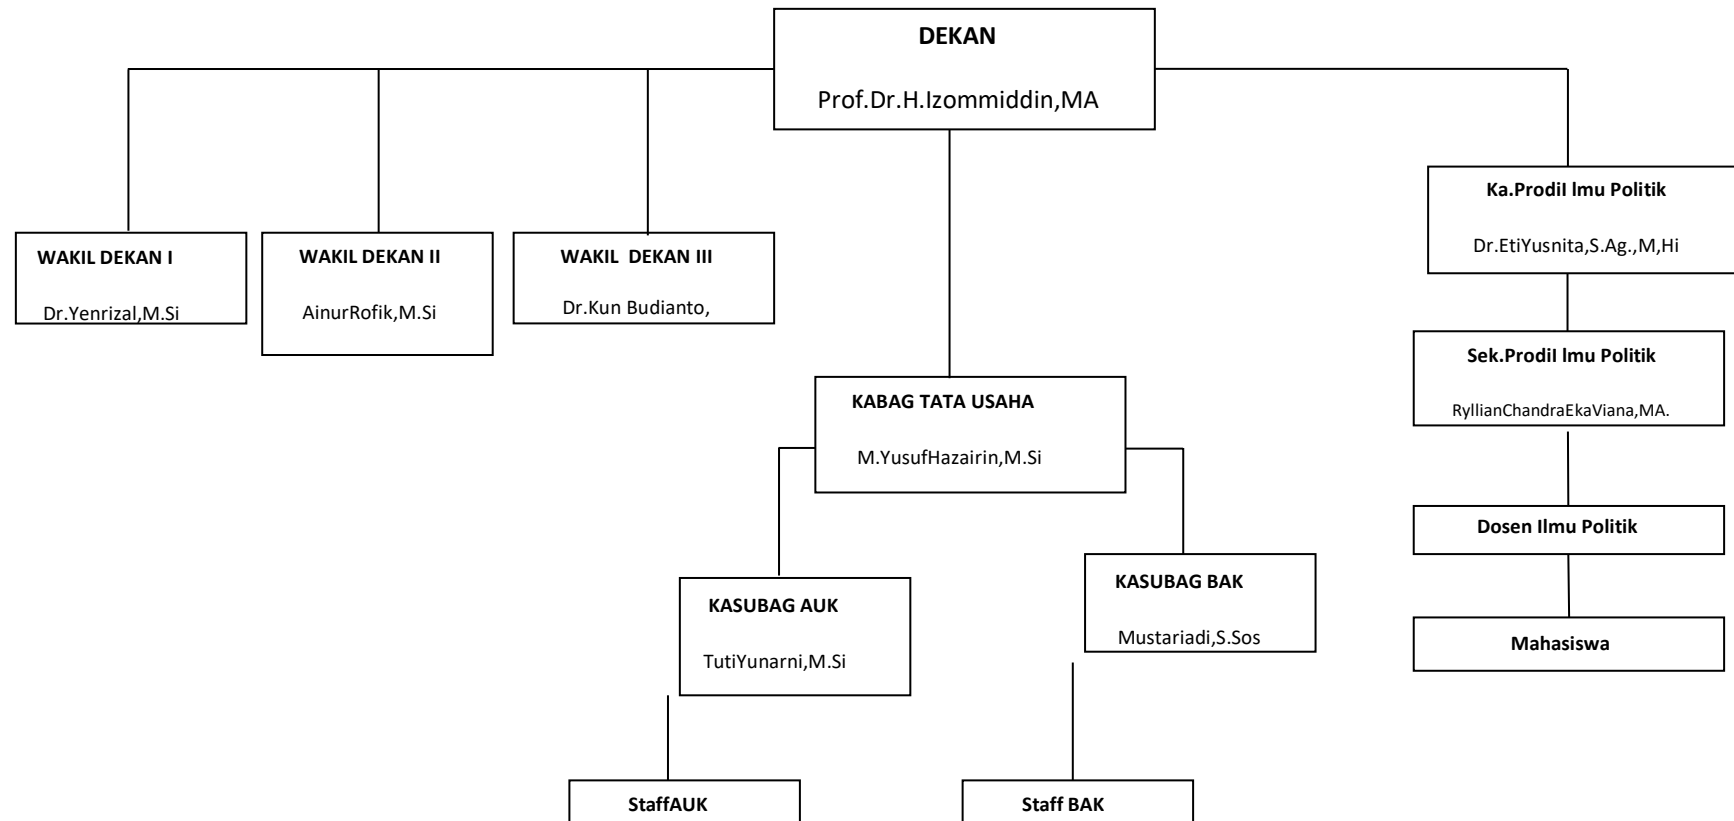 DEKAN
Prof.Dr.H.Izommiddin,MA
WAKIL DEKAN I
Dr.Yenrizal,M.Si
WAKIL DEKAN II
AinurRofik,M.Si
WAKIL  DEKAN III
Dr.Kun Budianto,
Ka.ProdiI lmu Politik
Dr.EtiYusnita,S.Ag.,M,Hi
Sek.ProdiI lmu Politik
RyllianChandraEkaViana,MA.
Dosen Ilmu Politik
Mahasiswa
KABAG TATA USAHA
M.YusufHazairin,M.Si
KASUBAG AUK
TutiYunarni,M.Si
KASUBAG BAK
Mustariadi,S.Sos
StaffAUK
Staff BAK